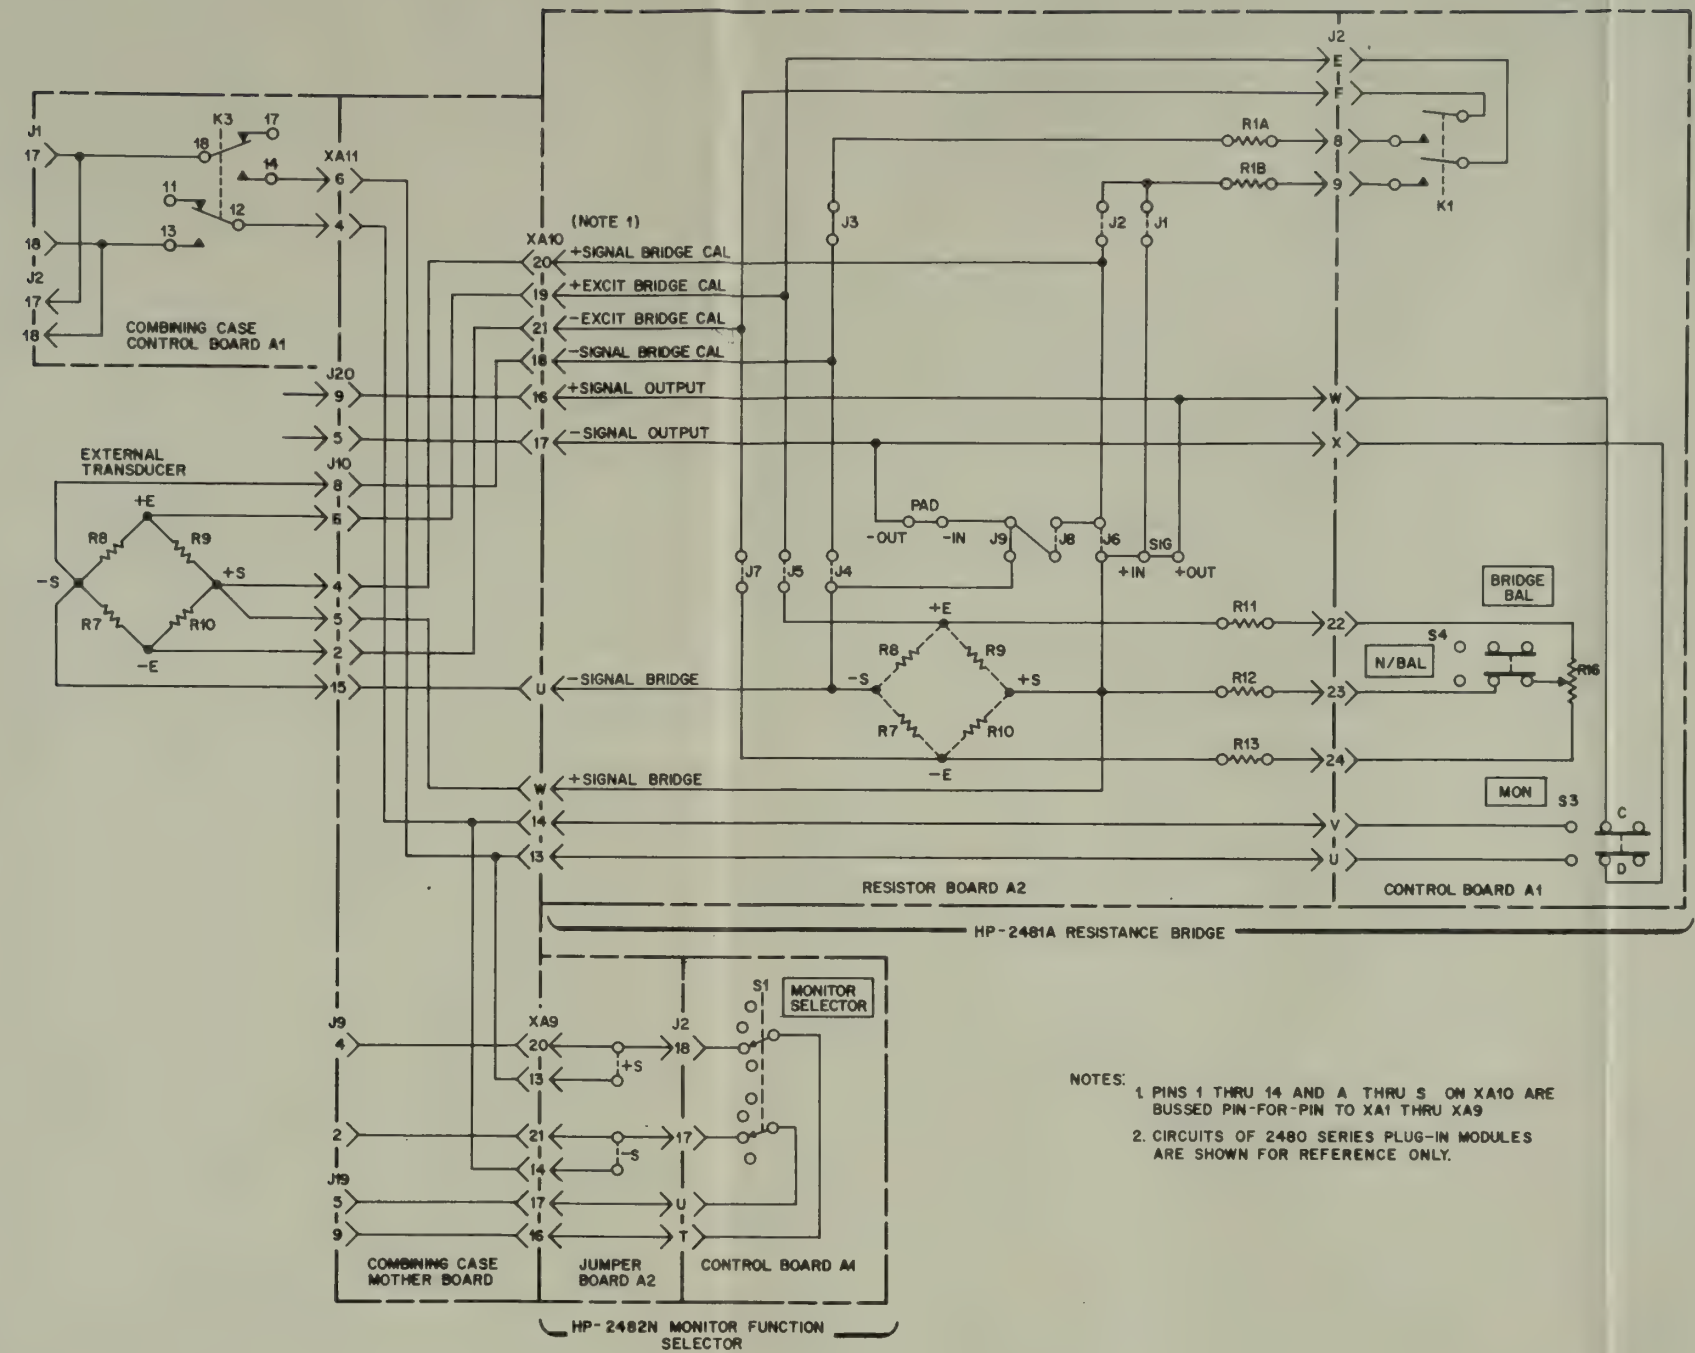 J2
E
F
8
9
R1A
R1B
K1
J1
17
18
K3
17
18
14
11
12
13
XA11
6
4
J2
17
18
COMBINING CASE
CONTROL BOARD A1
(NOTE 1)
XA10
20
+SIGNAL BRIDGE CAL
19
+EXCIT BRIDGE CAL
21
-EXCIT BRIDGE CAL
18
-SIGNAL BRIDGE CAL
16
+SIGNAL OUTPUT
17
-SIGNAL OUTPUT
J3
J2
J1
W
X
J20
9
5
J10
8
6
4
5
2
15
EXTERNAL
TRANSDUCER
+E
R8
R9
-S
+S
R7
R10
-E
PAD
-OUT
-IN
J9
J8
J6
SIG
+IN
+OUT
J7
J5
J4
+E
R8
R9
-S
+S
R7
R10
-E
R11
22
R12
23
R13
24
BRIDGE
BAL
S4
N/BAL
R16
U
-SIGNAL BRIDGE
W
+SIGNAL BRIDGE
14
13
V
U
MON
S3
C
D
RESISTOR BOARD A2
CONTROL BOARD A1
HP-2481A RESISTANCE BRIDGE
S1
MONITOR
SELECTOR
J9
4
2
J19
5
9
XA9
20
13
21
14
17
16
+S
-S
J2
18
17
U
T
COMBINING CASE
MOTHER BOARD
JUMPER
BOARD A2
CONTROL BOARD A1
HP-2482N MONITOR FUNCTION
SELECTOR
NOTES:
1. PINS 1 THRU 14 AND A THRU S ON XA10 ARE
BUSSED PIN-FOR-PIN TO XA1 THRU XA9
2. CIRCUITS OF 2480 SERIES PLUG-IN MODULES
ARE SHOWN FOR REFERENCE ONLY.